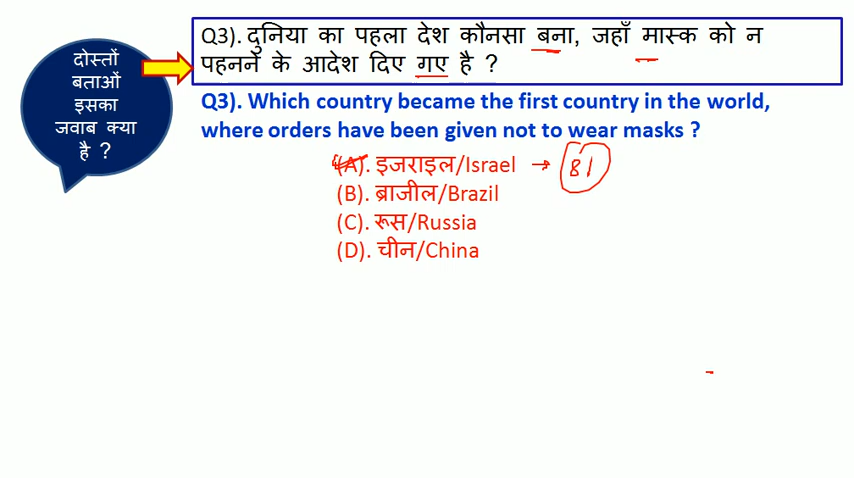 दोस्तों
बताओं
इसका
जवाब क्या
है ?
Q3). दुनिया का पहला देश कौनसा बना, जहाँ मास्क को न
पहनने के आदेश दिए गए है ?
Q3). Which country became the first country in the world,
where orders have been given not to wear masks ?
(A). इजराइल/Israel → 81
(B). ब्राजील/Brazil
(C). रूस/Russia
(D). चीन/China